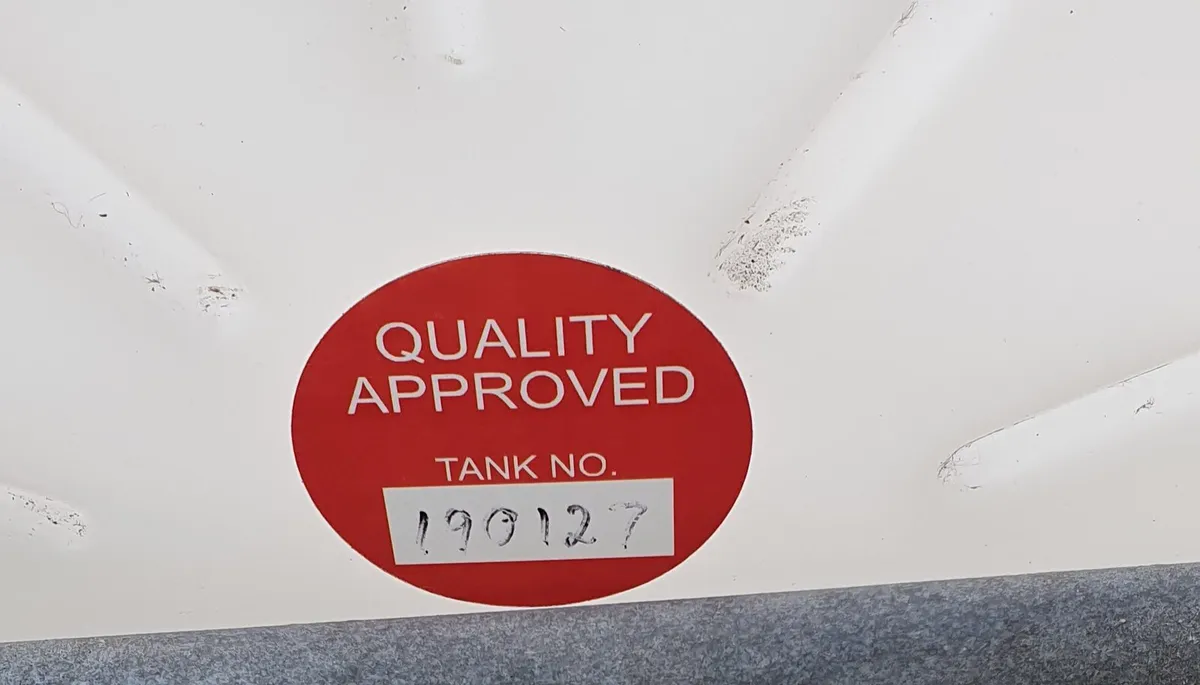 QUALITY
APPROVED
TANK NO.
190127